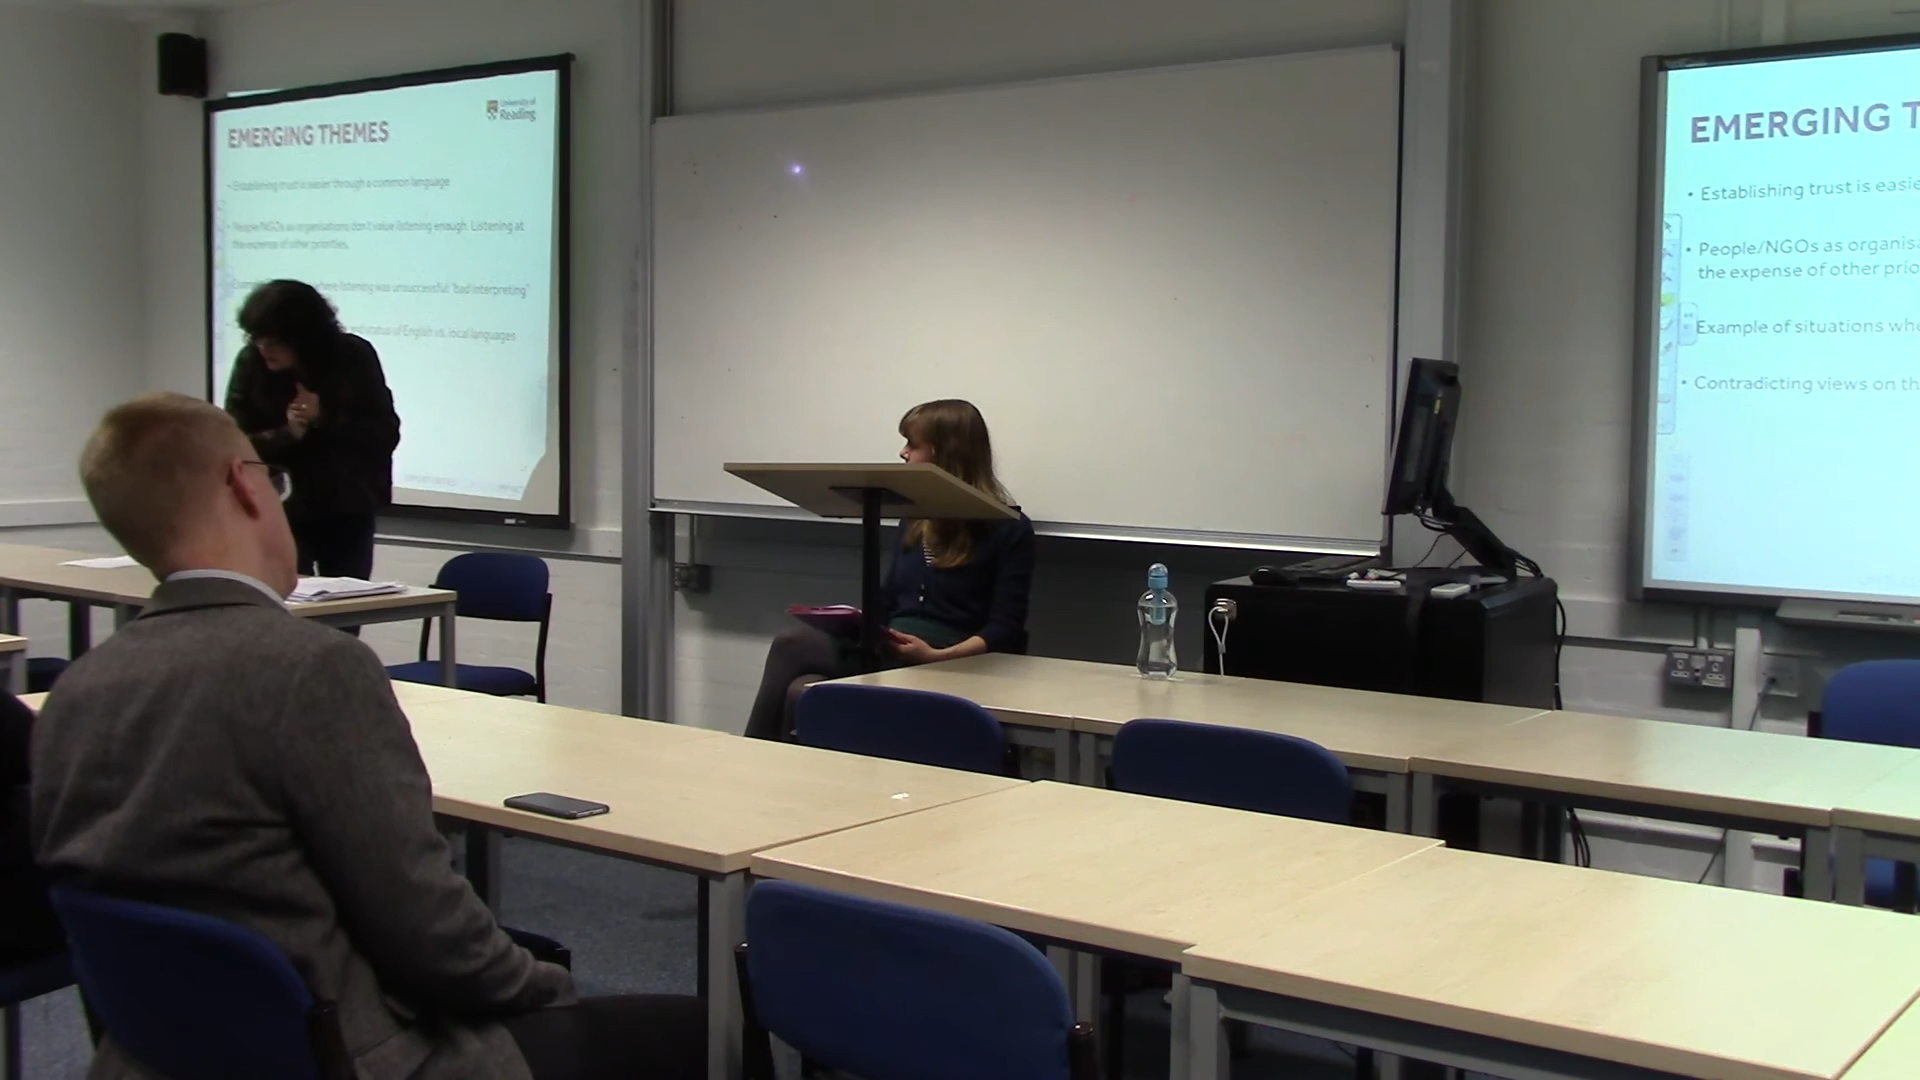 University of
Reading
EMERGING THEMES
• Establishing trust is easier through a common language
• People/NGOs as organisations don't value listening enough. Listening at
the expense of other priorities.
where listening was unsuccessful: 'bad interpreting'
status of English vs. local languages
EMERGING T
• Establishing trust is easie
• People/NGOs as organisa
the expense of other prio
Example of situations whe
• Contradicting views on th